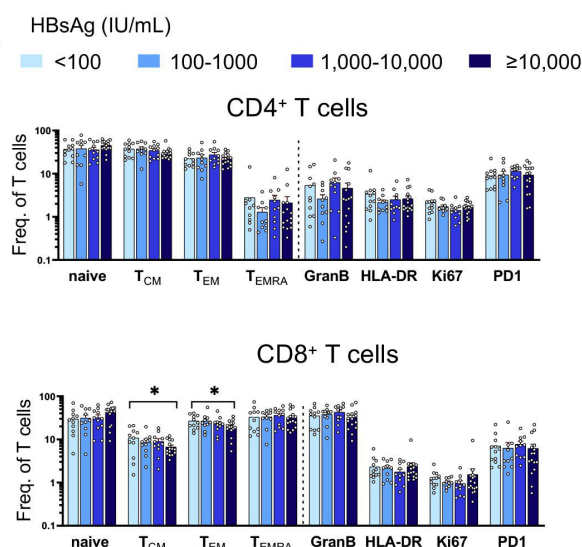 HBsAg (IU/mL)
<100 100-1000 1,000-10,000 ≥10,000
CD4+ T cells
Freq. of T cells
100
10
1
0.1
naive TCM TEM TEMRA GranB HLA-DR Ki67 PD1
CD8+ T cells
* *
Freq. of T cells
100
10
1
0.1
naive TCM TEM TEMRA GranB HLA-DR Ki67 PD1